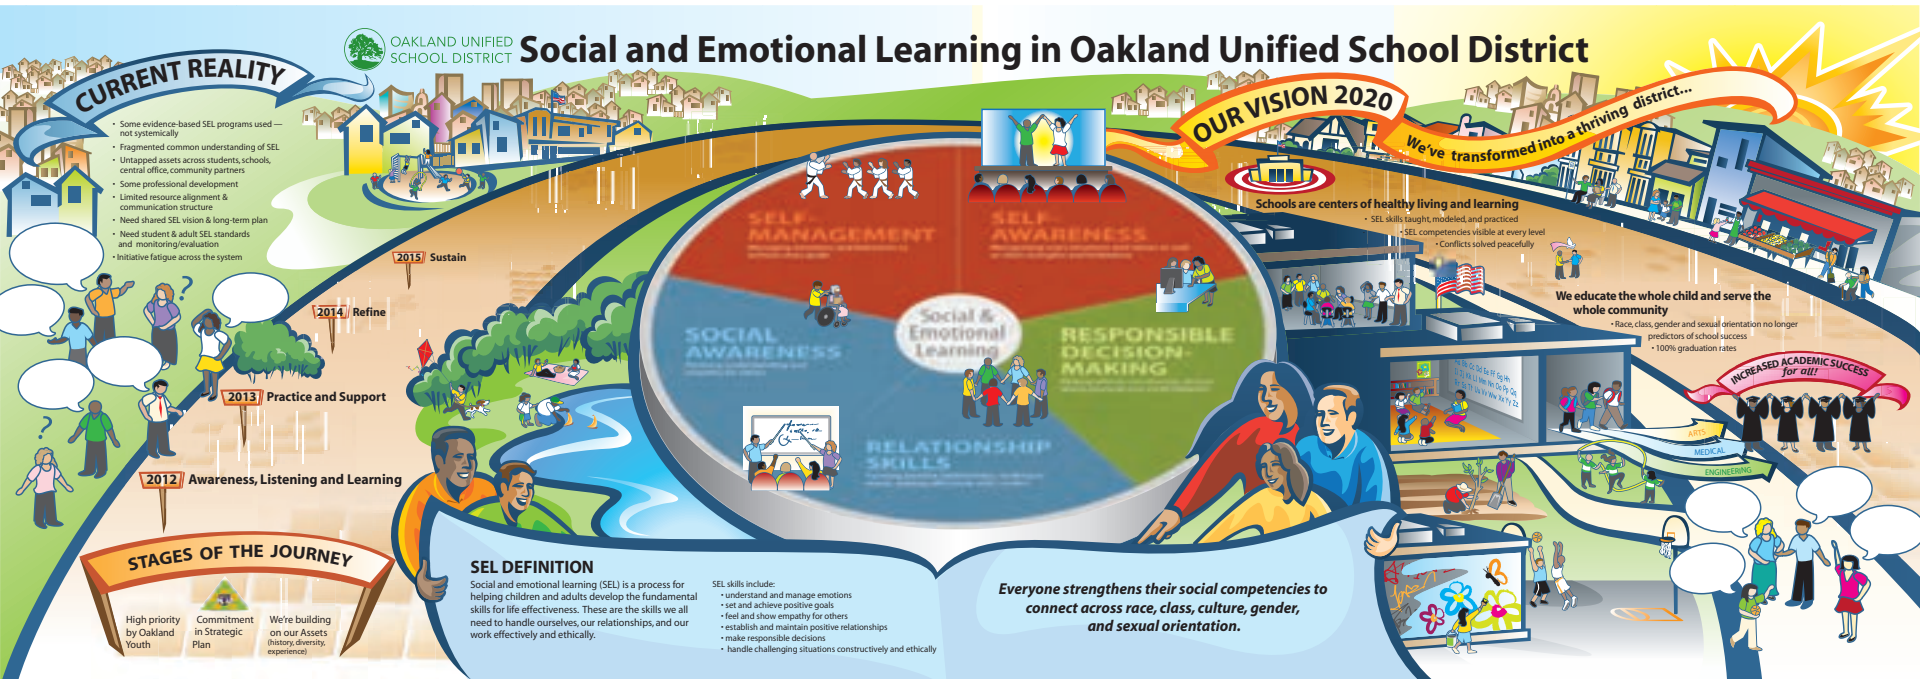 OAKLAND UNIFIED
SCHOOL DISTRICT
Social and Emotional Learning in Oakland Unified School District
CURRENT REALITY
• Some evidence-based SEL programs used —
not systemically
• Fragmented common understanding of SEL
• Untapped assets across students, schools,
central office, community partners
• Some professional development
• Limited resource alignment &
communication structure
• Need shared SEL vision & long-term plan
• Need student & adult SEL standards
and monitoring/evaluation
• Initiative fatigue across the system
?
?
2015 Sustain
2014 Refine
2013 Practice and Support
2012 Awareness, Listening and Learning
STAGES OF THE JOURNEY
High priority
by Oakland
Youth
Commitment
in Strategic
Plan
We're building
on our Assets
(history, diversity,
experience)
SELF-
MANAGEMENT
SELF-
AWARENESS
SOCIAL
AWARENESS
Social &
Emotional
Learning
RESPONSIBLE
DECISION-
MAKING
RELATIONSHIP
SKILLS
SEL DEFINITION
Social and emotional learning (SEL) is a process for
helping children and adults develop the fundamental
skills for life effectiveness. These are the skills we all
need to handle ourselves, our relationships, and our
work effectively and ethically.
SEL skills include:
• understand and manage emotions
• set and achieve positive goals
• feel and show empathy for others
• establish and maintain positive relationships
• make responsible decisions
• handle challenging situations constructively and ethically
Everyone strengthens their social competencies to
connect across race, class, culture, gender,
and sexual orientation.
OUR VISION 2020
We've transformed into a thriving district...
Schools are centers of healthy living and learning
• SEL skills taught, modeled, and practiced
• SEL competencies visible at every level
• Conflicts solved peacefully
We educate the whole child and serve the
whole community
• Race, class, gender and sexual orientation no longer
predictors of school success
• 100% graduation rates
INCREASED ACADEMIC SUCCESS
for all!
ARTS
MEDICAL
ENGINEERING